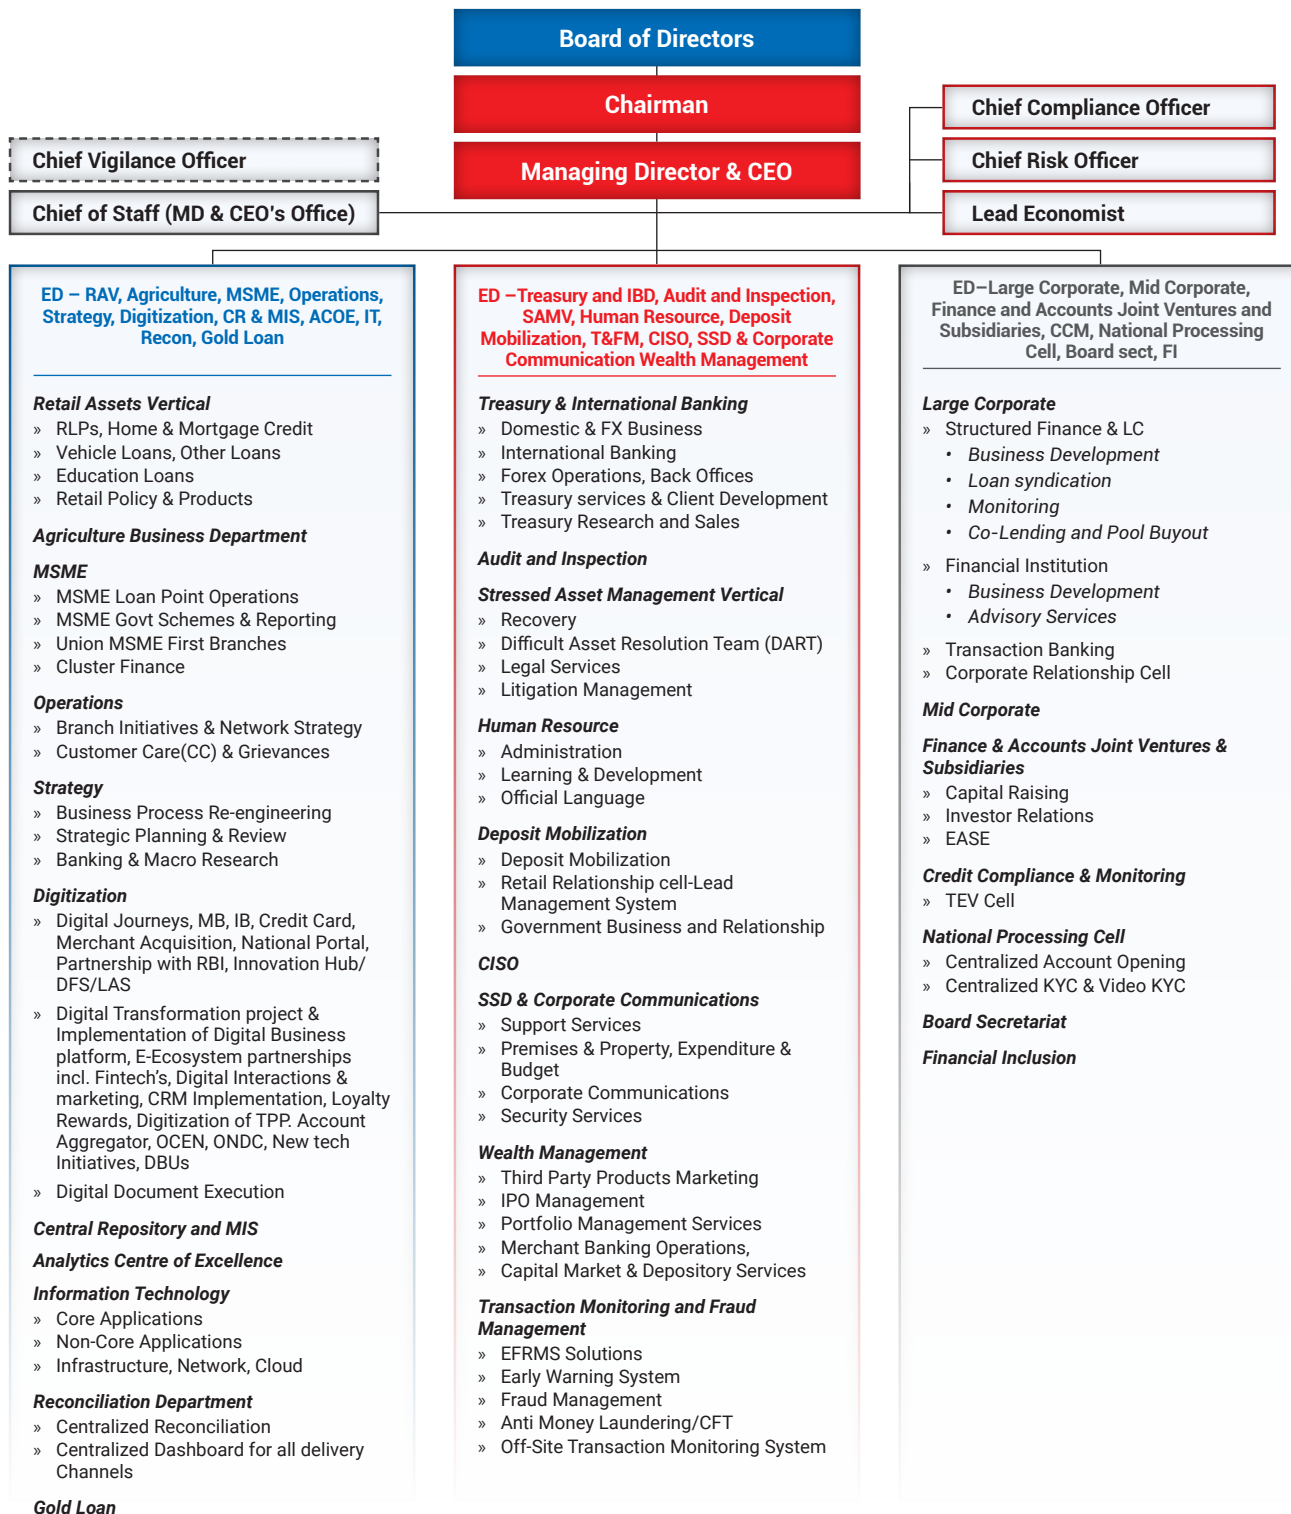 Board of Directors
Chairman
Managing Director & CEO
Chief Vigilance Officer
Chief of Staff (MD & CEO's Office)
Chief Compliance Officer
Chief Risk Officer
Lead Economist
ED – RAV, Agriculture, MSME, Operations,
Strategy, Digitization, CR & MIS, ACOE, IT,
Recon, Gold Loan
Retail Assets Vertical
» RLPs, Home & Mortgage Credit
» Vehicle Loans, Other Loans
» Education Loans
» Retail Policy & Products
Agriculture Business Department
MSME
» MSME Loan Point Operations
» MSME Govt Schemes & Reporting
» Union MSME First Branches
» Cluster Finance
Operations
» Branch Initiatives & Network Strategy
» Customer Care(CC) & Grievances
Strategy
» Business Process Re-engineering
» Strategic Planning & Review
» Banking & Macro Research
Digitization
» Digital Journeys, MB, IB, Credit Card,
Merchant Acquisition, National Portal,
Partnership with RBI, Innovation Hub/
DFS/LAS
» Digital Transformation project &
Implementation of Digital Business
platform, E-Ecosystem partnerships
incl. Fintech's, Digital Interactions &
marketing, CRM Implementation, Loyalty
Rewards, Digitization of TPP. Account
Aggregator, OCEN, ONDC, New tech
Initiatives, DBUs
» Digital Document Execution
Central Repository and MIS
Analytics Centre of Excellence
Information Technology
» Core Applications
» Non-Core Applications
» Infrastructure, Network, Cloud
Reconciliation Department
» Centralized Reconciliation
» Centralized Dashboard for all delivery
Channels
Gold Loan
ED –Treasury and IBD, Audit and Inspection,
SAMV, Human Resource, Deposit
Mobilization, T&FM, CISO, SSD & Corporate
Communication Wealth Management
Treasury & International Banking
» Domestic & FX Business
» International Banking
» Forex Operations, Back Offices
» Treasury services & Client Development
» Treasury Research and Sales
Audit and Inspection
Stressed Asset Management Vertical
» Recovery
» Difficult Asset Resolution Team (DART)
» Legal Services
» Litigation Management
Human Resource
» Administration
» Learning & Development
» Official Language
Deposit Mobilization
» Deposit Mobilization
» Retail Relationship cell-Lead
Management System
» Government Business and Relationship
CISO
SSD & Corporate Communications
» Support Services
» Premises & Property, Expenditure &
Budget
» Corporate Communications
» Security Services
Wealth Management
» Third Party Products Marketing
» IPO Management
» Portfolio Management Services
» Merchant Banking Operations,
» Capital Market & Depository Services
Transaction Monitoring and Fraud
Management
» EFRMS Solutions
» Early Warning System
» Fraud Management
» Anti Money Laundering/CFT
» Off-Site Transaction Monitoring System
ED–Large Corporate, Mid Corporate,
Finance and Accounts Joint Ventures and
Subsidiaries, CCM, National Processing
Cell, Board sect, FI
Large Corporate
» Structured Finance & LC
• Business Development
• Loan syndication
• Monitoring
• Co-Lending and Pool Buyout
» Financial Institution
• Business Development
• Advisory Services
» Transaction Banking
» Corporate Relationship Cell
Mid Corporate
Finance & Accounts Joint Ventures &
Subsidiaries
» Capital Raising
» Investor Relations
» EASE
Credit Compliance & Monitoring
» TEV Cell
National Processing Cell
» Centralized Account Opening
» Centralized KYC & Video KYC
Board Secretariat
Financial Inclusion